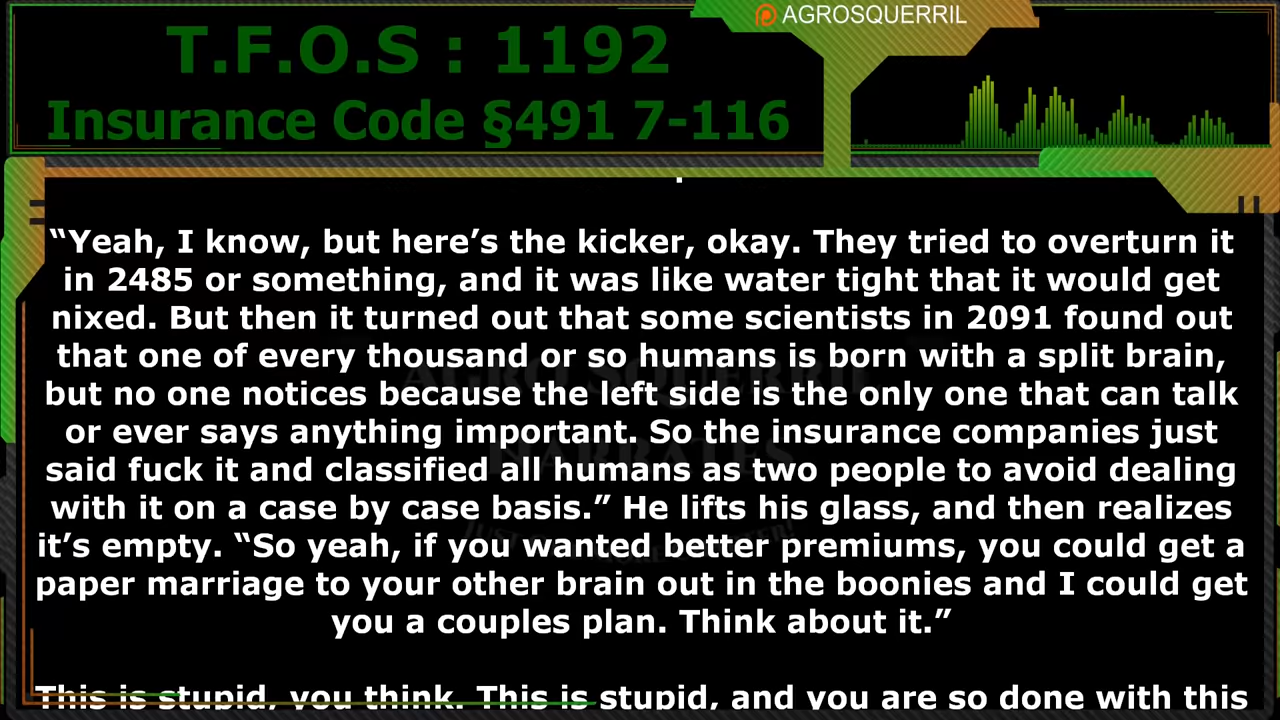 AGROSQUERRIL
T.F.O.S : 1192
Insurance Code §491 7-116
“Yeah, I know, but here’s the kicker, okay. They tried to overturn it
in 2485 or something, and it was like water tight that it would get
nixed. But then it turned out that some scientists in 2091 found out
that one of every thousand or so humans is born with a split brain,
but no one notices because the left side is the only one that can talk
or ever says anything important. So the insurance companies just
said fuck it and classified all humans as two people to avoid dealing
with it on a case by case basis.” He lifts his glass, and then realizes
it’s empty. “So yeah, if you wanted better premiums, you could get a
paper marriage to your other brain out in the boonies and I could get
you a couples plan. Think about it.”
This is stupid, you think. This is stupid, and you are so done with this